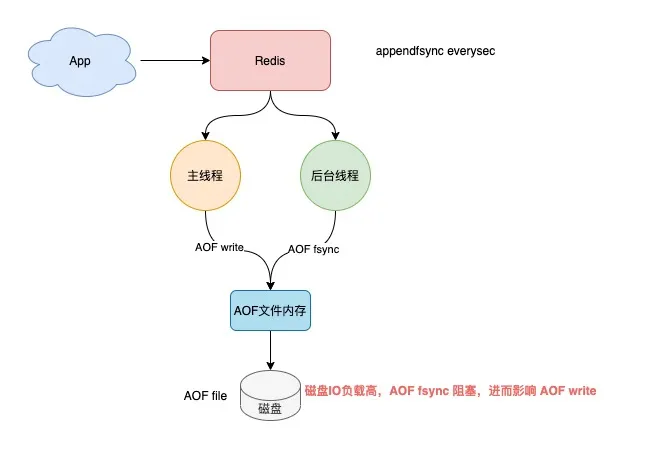 App
Redis
appendfsync everysec
主线程
后台线程
AOF write
AOF fsync
AOF文件内存
AOF file
磁盘
磁盘IO负载高，AOF fsync 阻塞，进而影响 AOF write